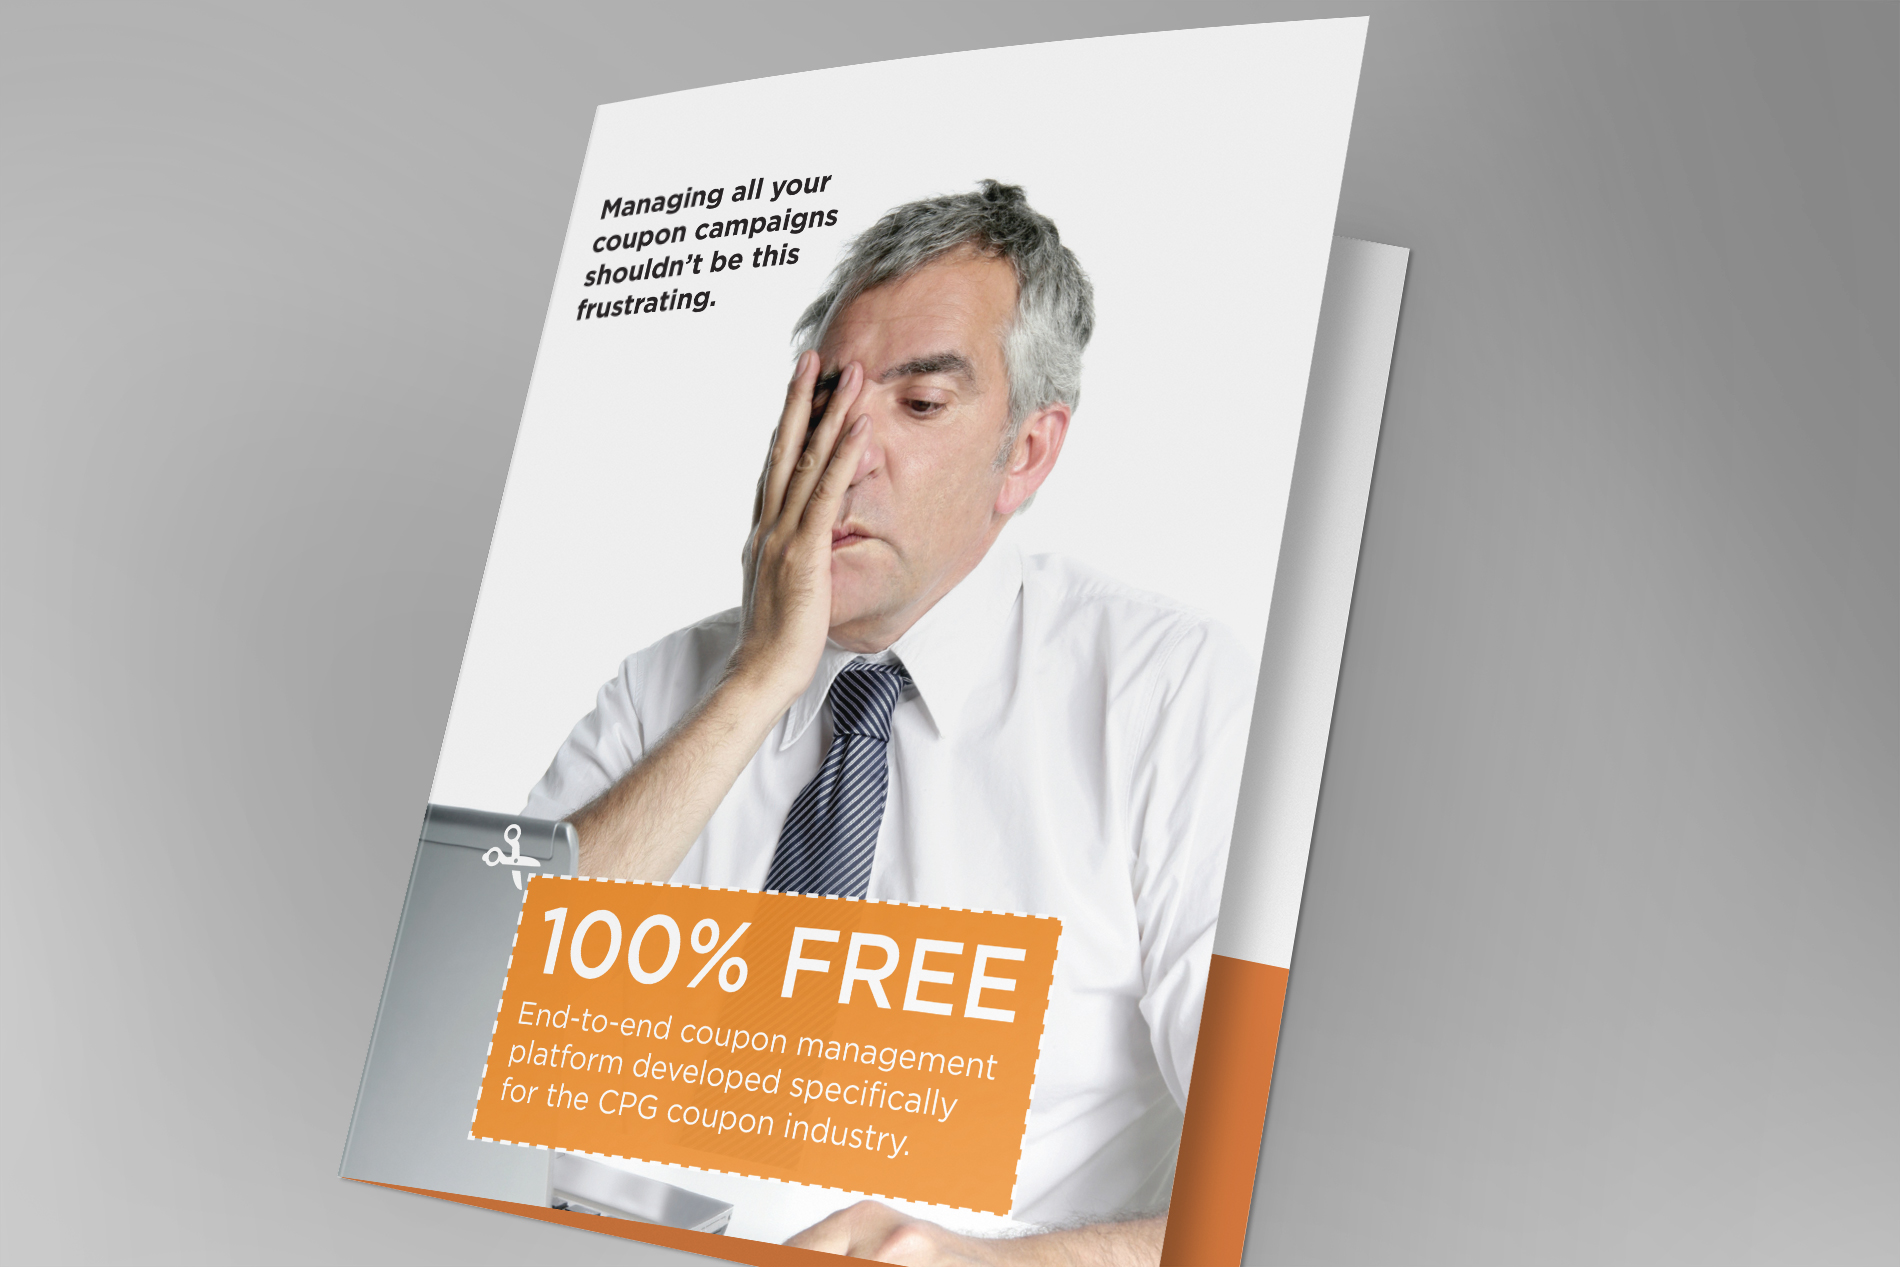 Managing all your
coupon campaigns
shouldn't be this
frustrating.
100% FREE
End-to-end coupon management
platform developed specifically
for the CPG coupon industry.